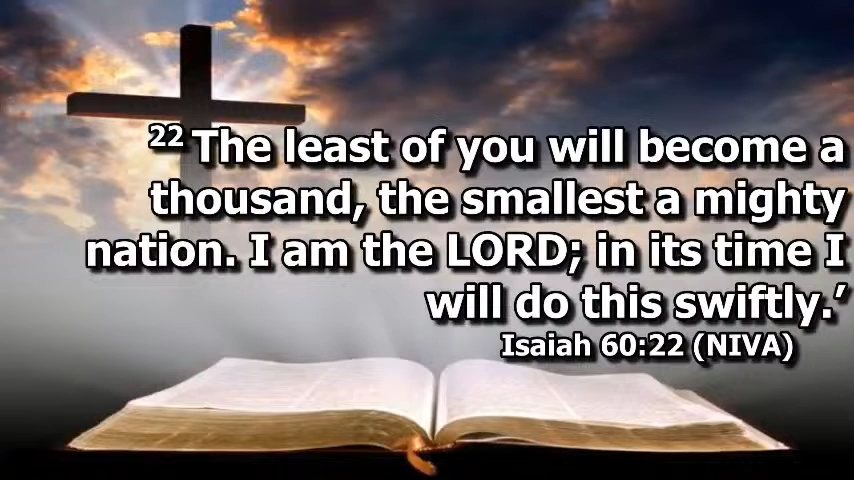 22 The least of you will become a
thousand, the smallest a mighty
nation. I am the LORD; in its time I
will do this swiftly.’
Isaiah 60:22 (NIVA)